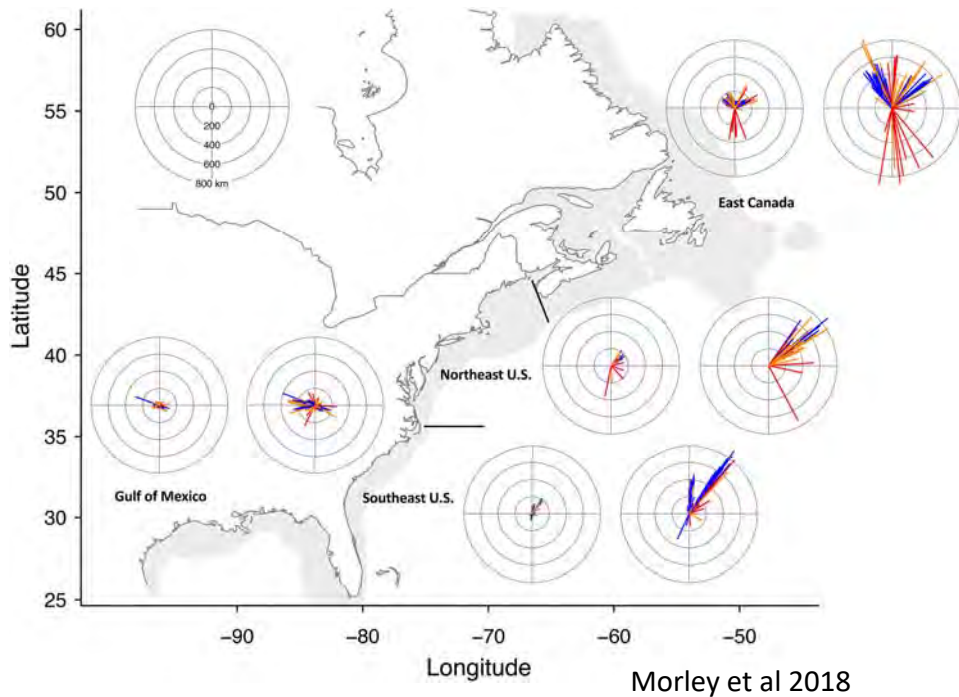 60
55
50
45
40
35
30
25
Latitude
0
200
400
600
800 km
East Canada
Northeast U.S.
Gulf of Mexico
Southeast U.S.
−90
−80
−70
−60
−50
Longitude
Morley et al 2018